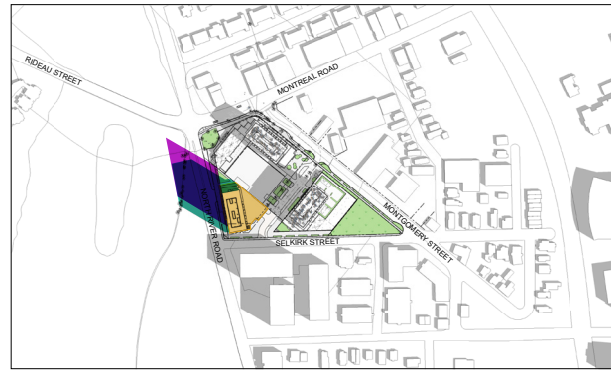 RIDEAU STREET
MONTREAL ROAD
NORTH RIVER ROAD
MONTGOMERY STREET
SELKIRK STREET